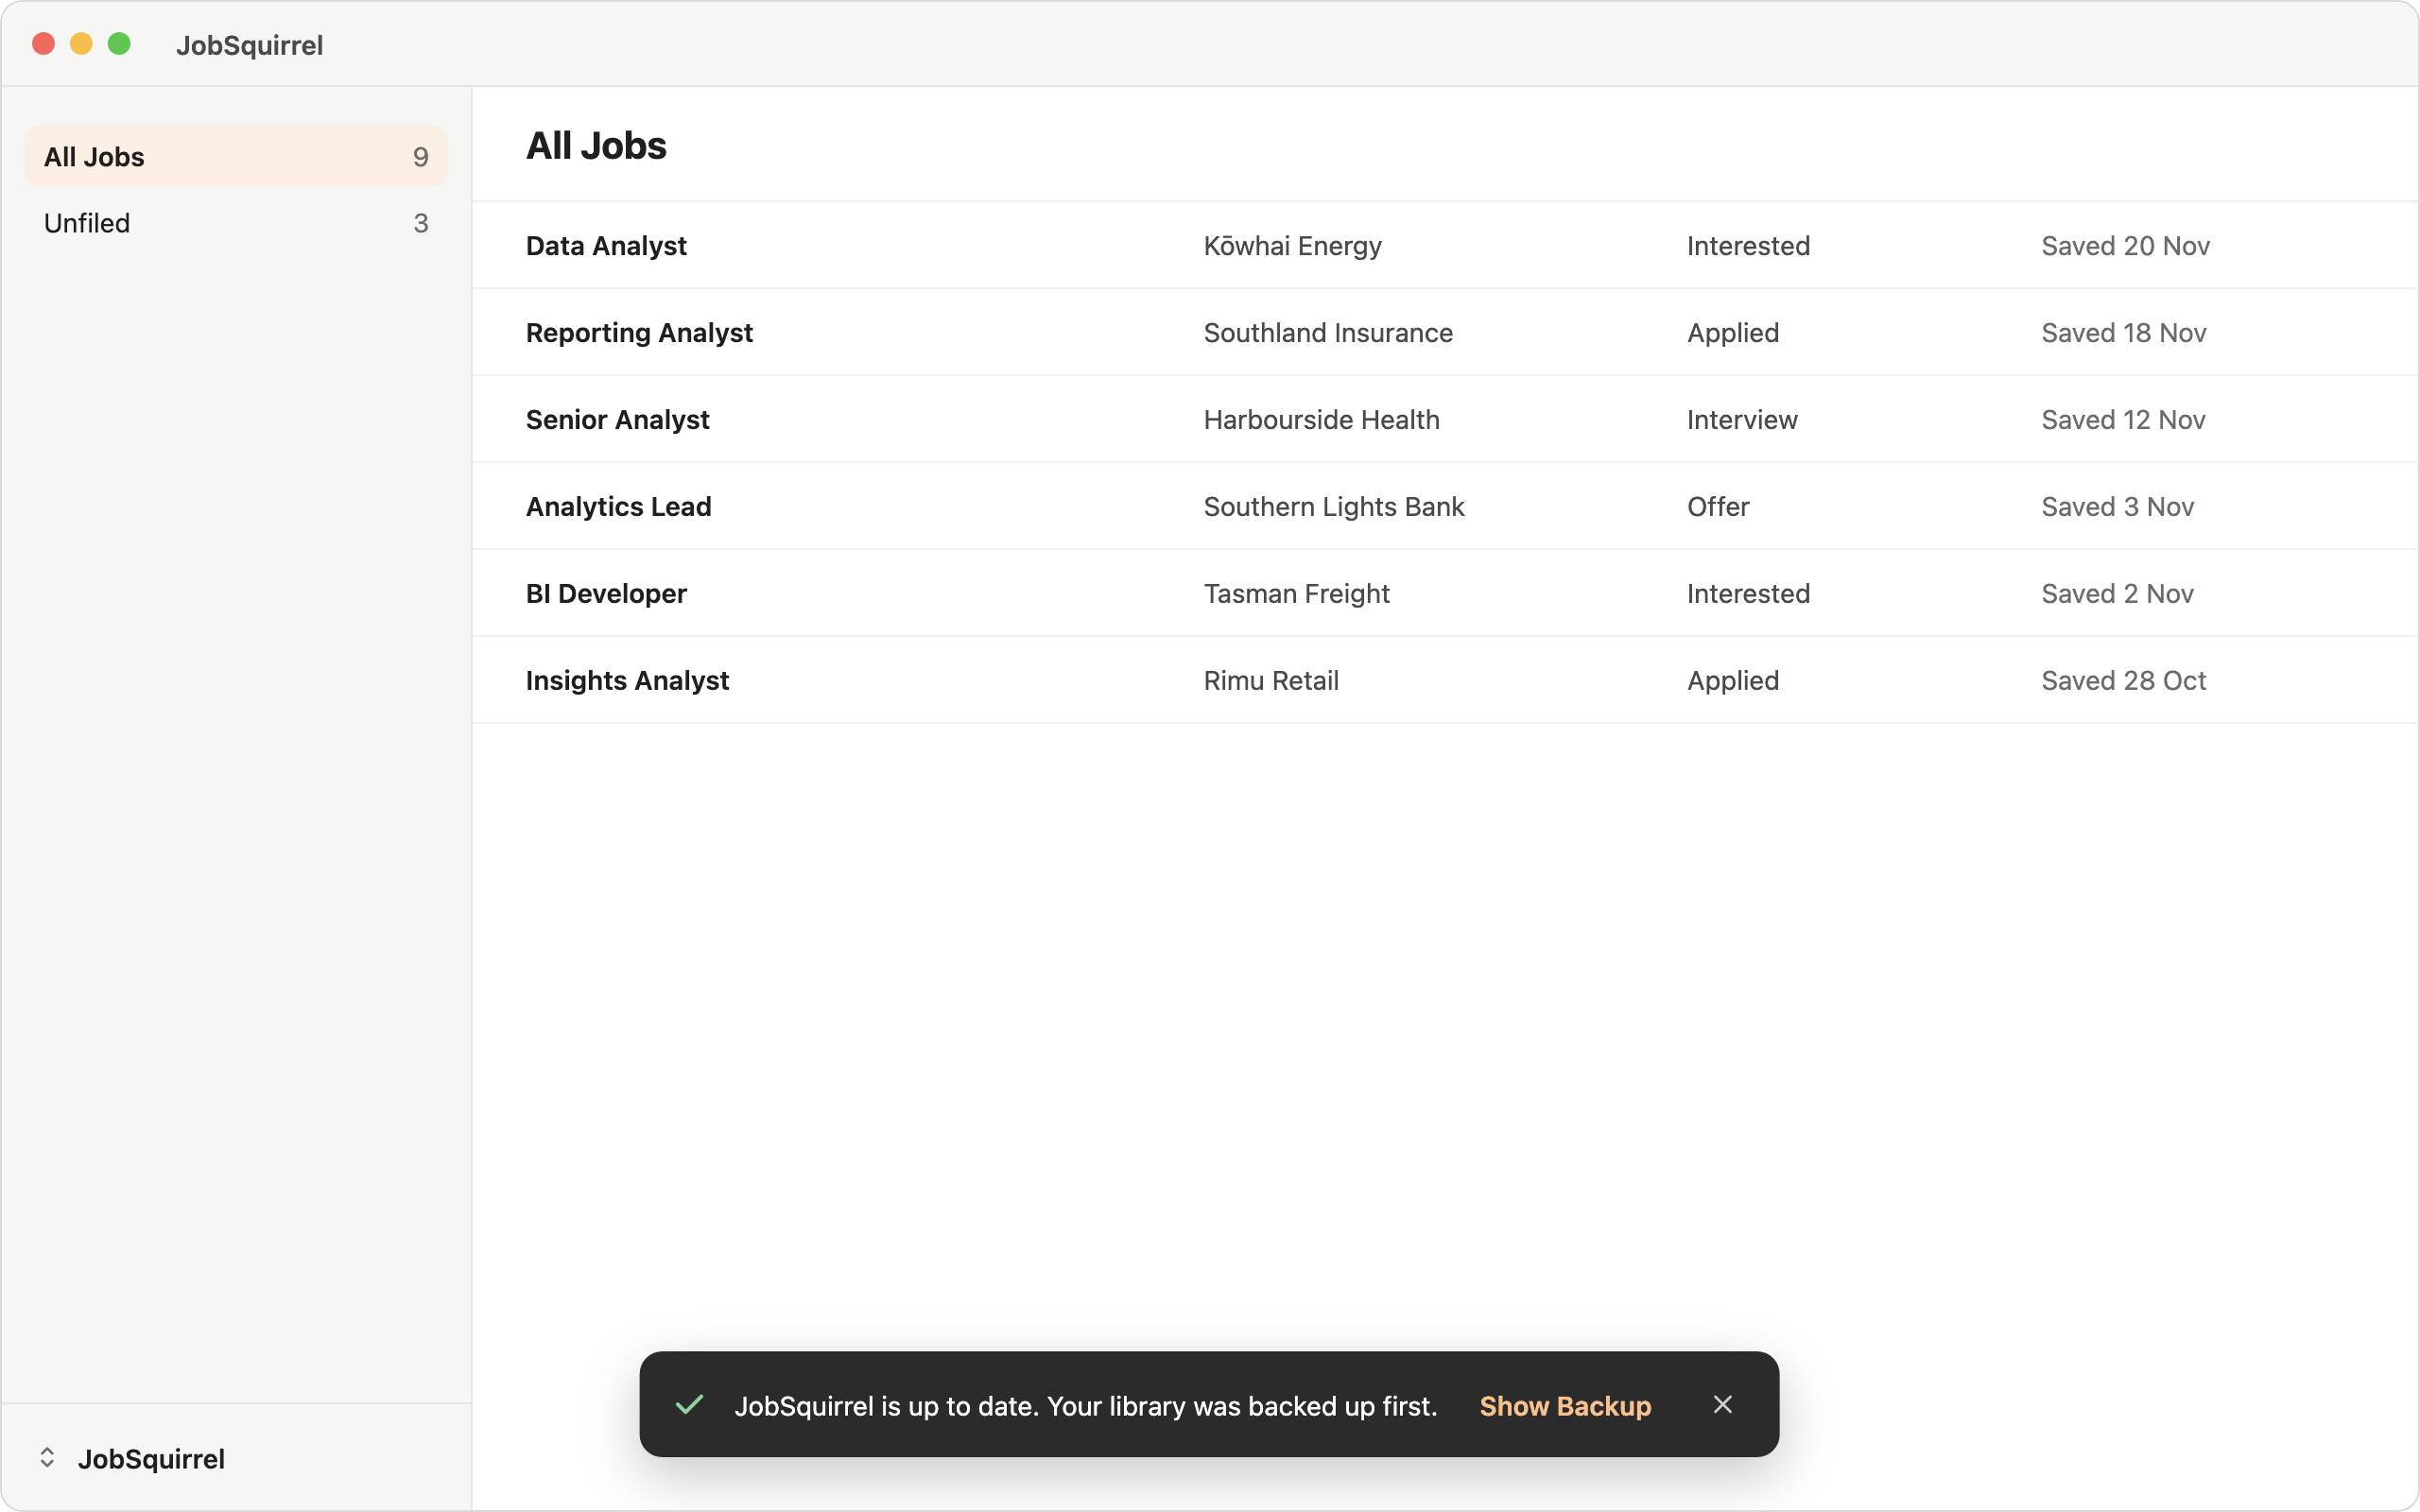 JobSquirrel
All Jobs 9
Unfiled 3
All Jobs
Data Analyst Kōwhai Energy Interested Saved 20 Nov
Reporting Analyst Southland Insurance Applied Saved 18 Nov
Senior Analyst Harbourside Health Interview Saved 12 Nov
Analytics Lead Southern Lights Bank Offer Saved 3 Nov
BI Developer Tasman Freight Interested Saved 2 Nov
Insights Analyst Rimu Retail Applied Saved 28 Oct
JobSquirrel is up to date. Your library was backed up first. Show Backup
JobSquirrel